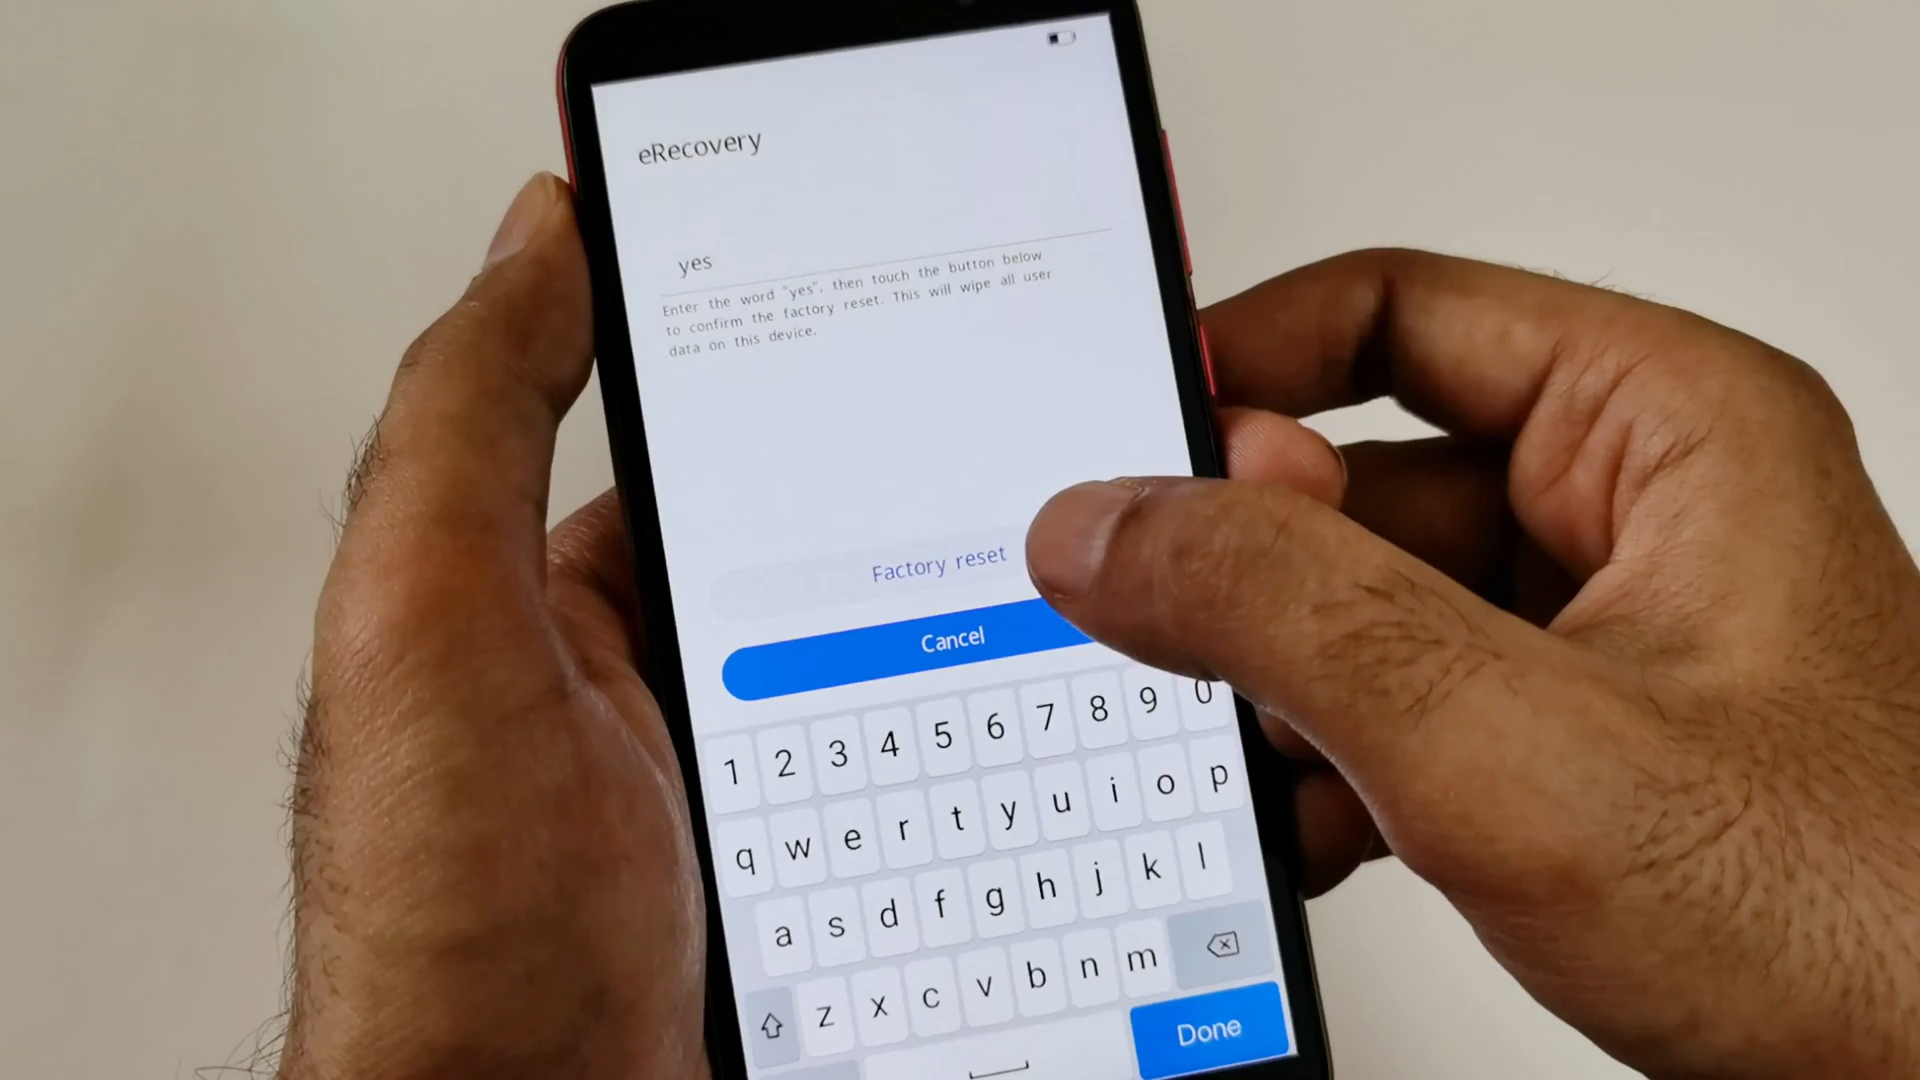 eRecovery
yes
Enter the word "yes", then touch the button below
to confirm the factory reset. This will wipe all user
data on this device.
Factory reset
Cancel
1 2 3 4 5 6 7 8 9 0
q w e r t y u i o p
a s d f g h j k l
z x c v b n m
Done